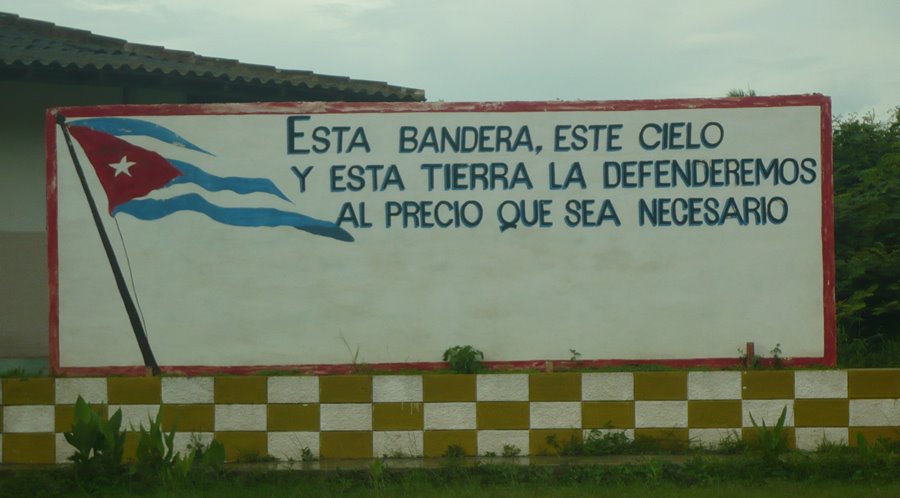 ESTA BANDERA, ESTE CIELO
Y ESTA TIERRA LA DEFENDEREMOS
AL PRECIO QUE SEA NECESARIO